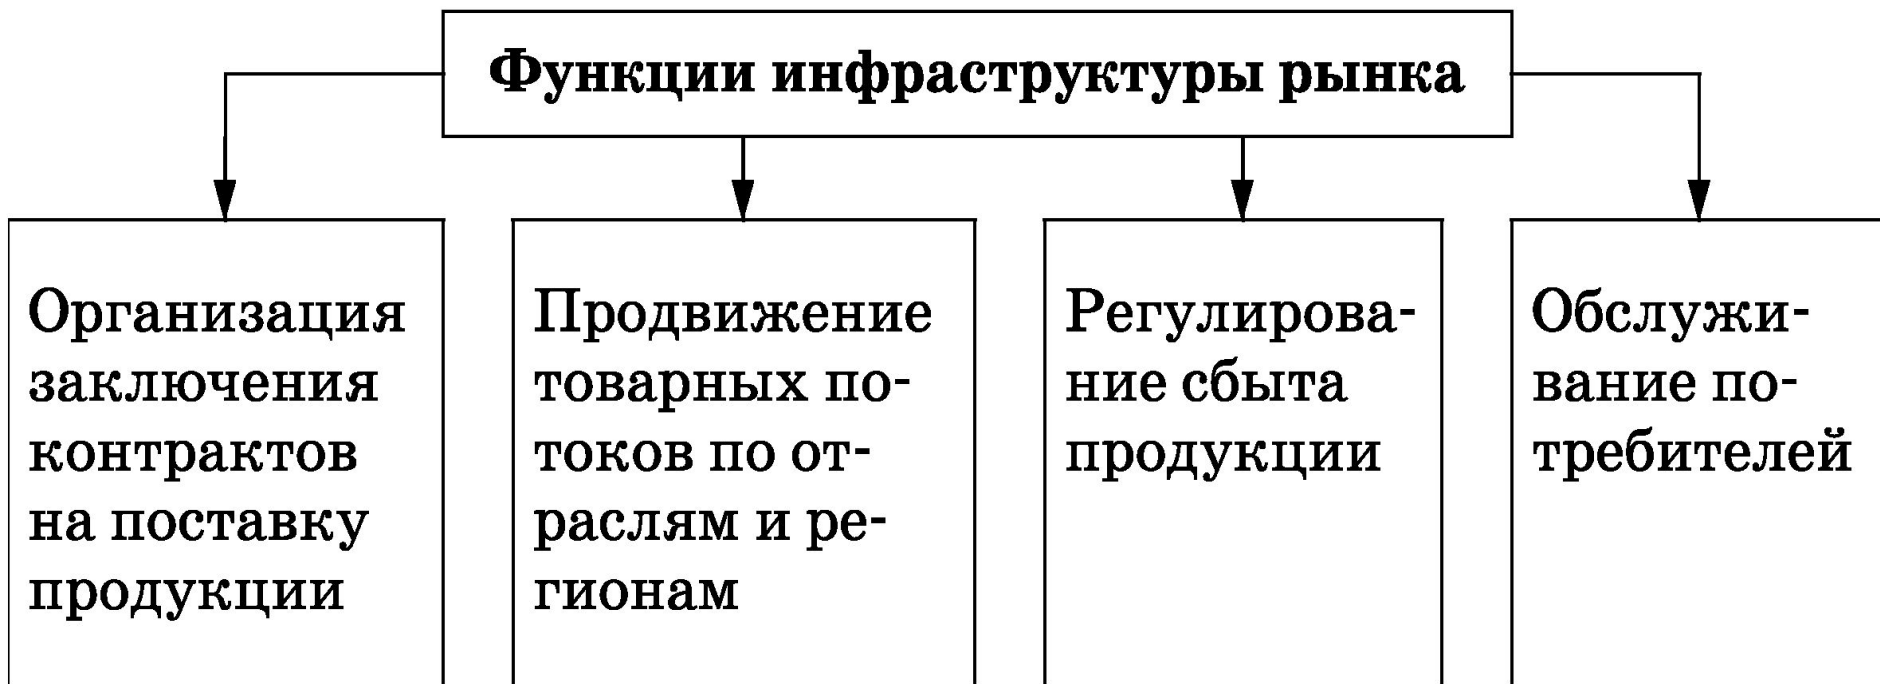 Функции инфраструктуры рынка
Организация
заключения
контрактов
на поставку
продукции
Продвижение
товарных по-
токов по от-
раслям и ре-
гионам
Регулирова-
ние сбыта
продукции
Обслужи-
вание по-
требителей